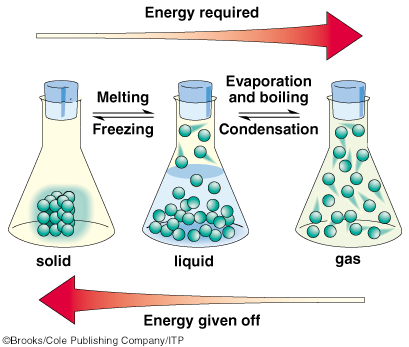 Energy required
Melting
Freezing
Evaporation
and boiling
Condensation
solid
liquid
gas
Energy given off
©Brooks/Cole Publishing Company/ITP